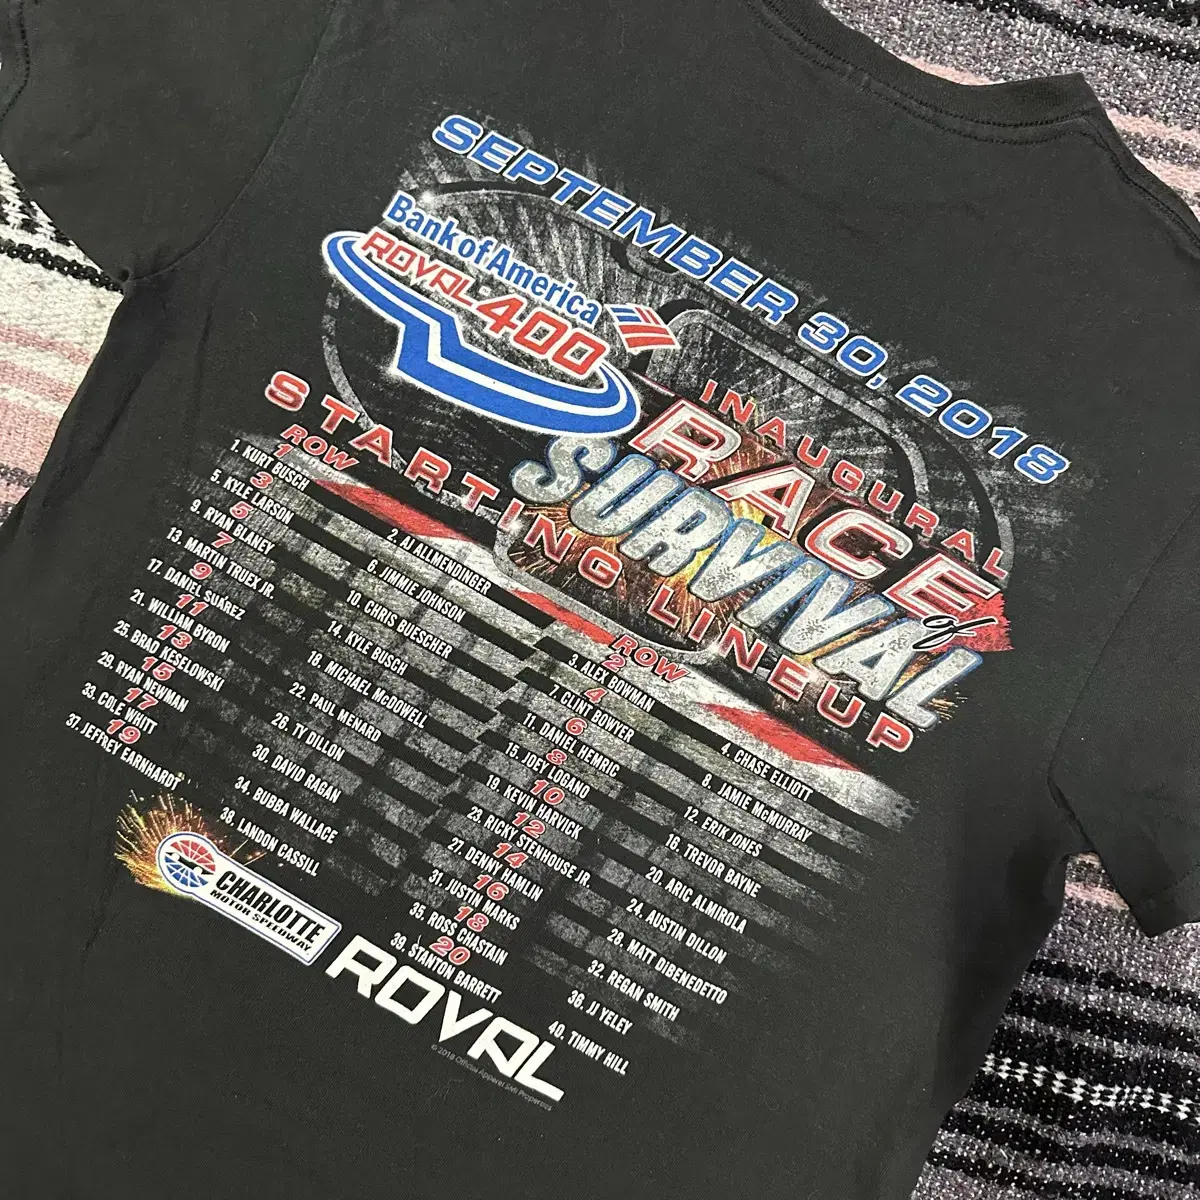 SEPTEMBER 30, 2018
Bank of America
ROVAL 400
INAUGURAL
RACE of
SURVIVAL
STARTING LINEUP
ROW
1
1. KURT BUSCH
2. AJ ALLMENDINGER
ROW
2
3. ALEX BOWMAN
4. CHASE ELLIOTT
3
5. KYLE LARSON
6. JIMMIE JOHNSON
4
7. CLINT BOWYER
8. JAMIE McMURRAY
5
9. RYAN BLANEY
10. CHRIS BUESCHER
6
11. DANIEL HEMRIC
12. ERIK JONES
7
13. MARTIN TRUEX JR.
14. KYLE BUSCH
8
15. JOEY LOGANO
16. TREVOR BAYNE
9
17. DANIEL SUÁREZ
18. MICHAEL McDOWELL
10
19. KEVIN HARVICK
20. ARIC ALMIROLA
11
21. WILLIAM BYRON
22. PAUL MENARD
12
23. RICKY STENHOUSE JR.
24. AUSTIN DILLON
13
25. BRAD KESELOWSKI
26. TY DILLON
14
27. DENNY HAMLIN
28. MATT DIBENEDETTO
15
29. RYAN NEWMAN
30. DAVID RAGAN
16
31. JUSTIN MARKS
32. REGAN SMITH
17
33. COLE WHITT
34. BUBBA WALLACE
18
35. ROSS CHASTAIN
36. JJ YELEY
19
37. JEFFREY EARNHARDT
38. LANDON CASSILL
20
39. STANTON BARRETT
40. TIMMY HILL
CHARLOTTE
MOTOR SPEEDWAY
ROVAL
© 2018 Official Apparel SMI Properties